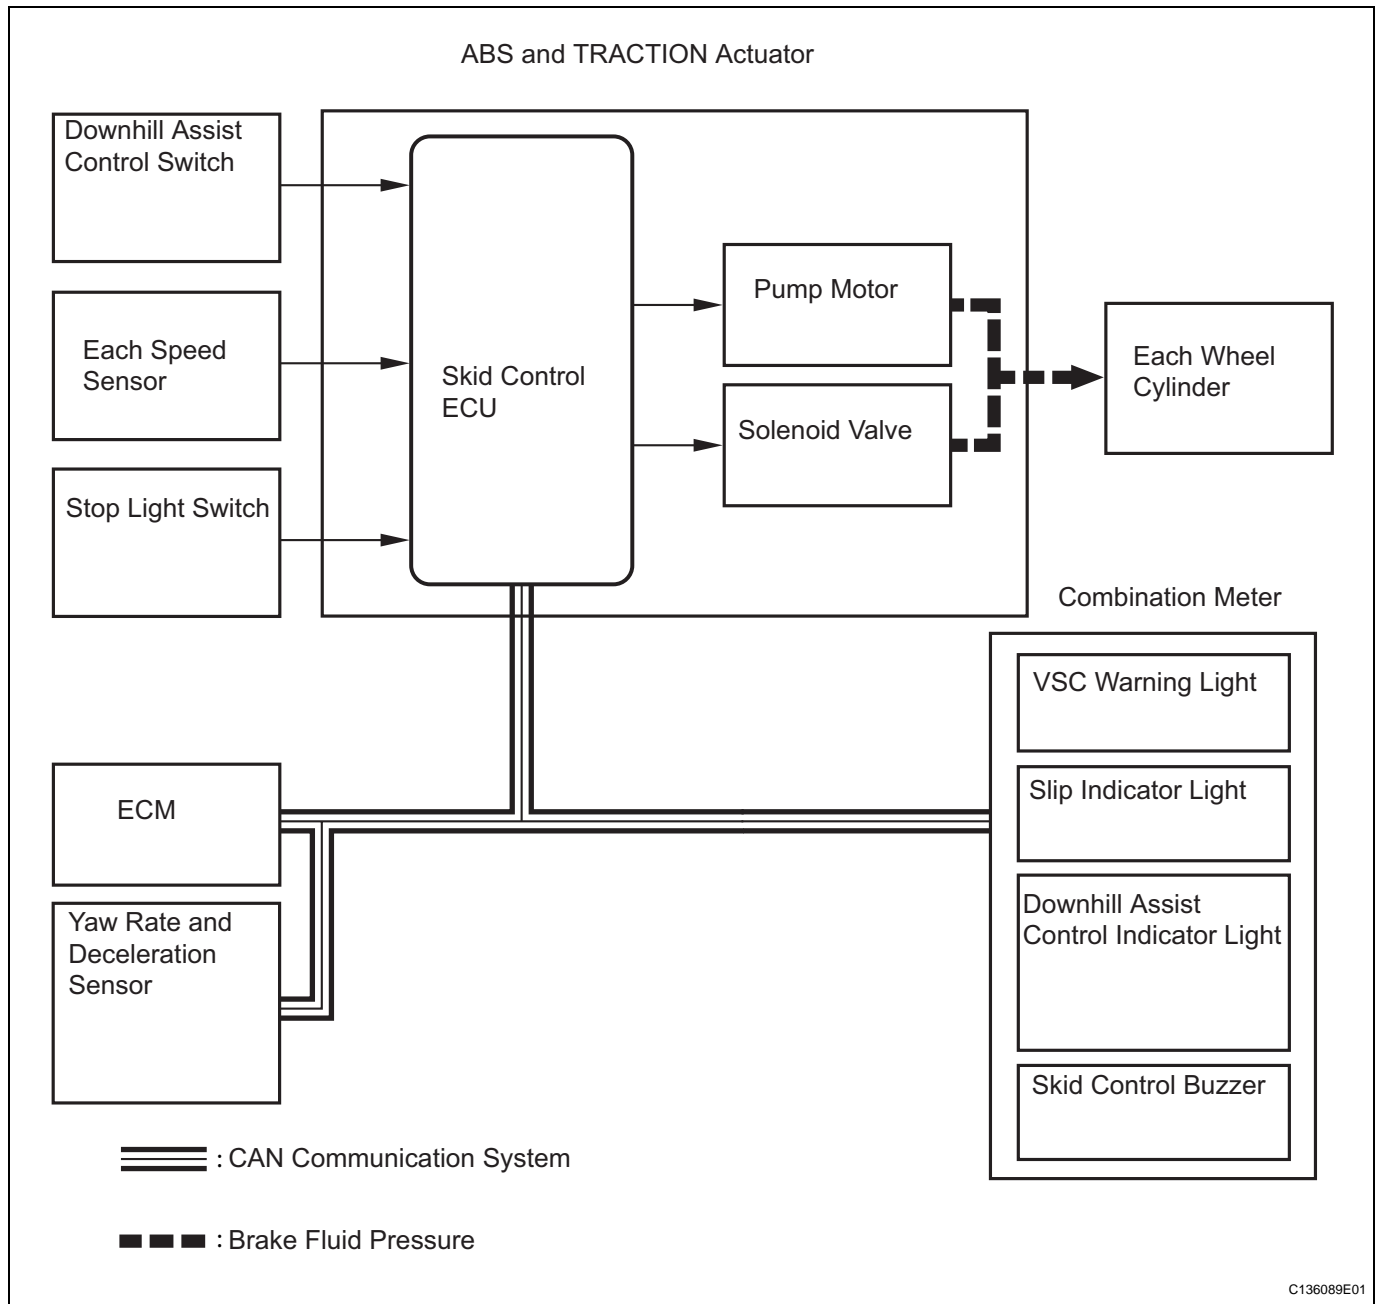 ABS and TRACTION Actuator
Downhill Assist
Control Switch
Each Speed
Sensor
Stop Light Switch
Skid Control
ECU
Pump Motor
Solenoid Valve
Each Wheel
Cylinder
Combination Meter
VSC Warning Light
Slip Indicator Light
Downhill Assist
Control Indicator Light
Skid Control Buzzer
ECM
Yaw Rate and
Deceleration
Sensor
: CAN Communication System
: Brake Fluid Pressure
C136089E01